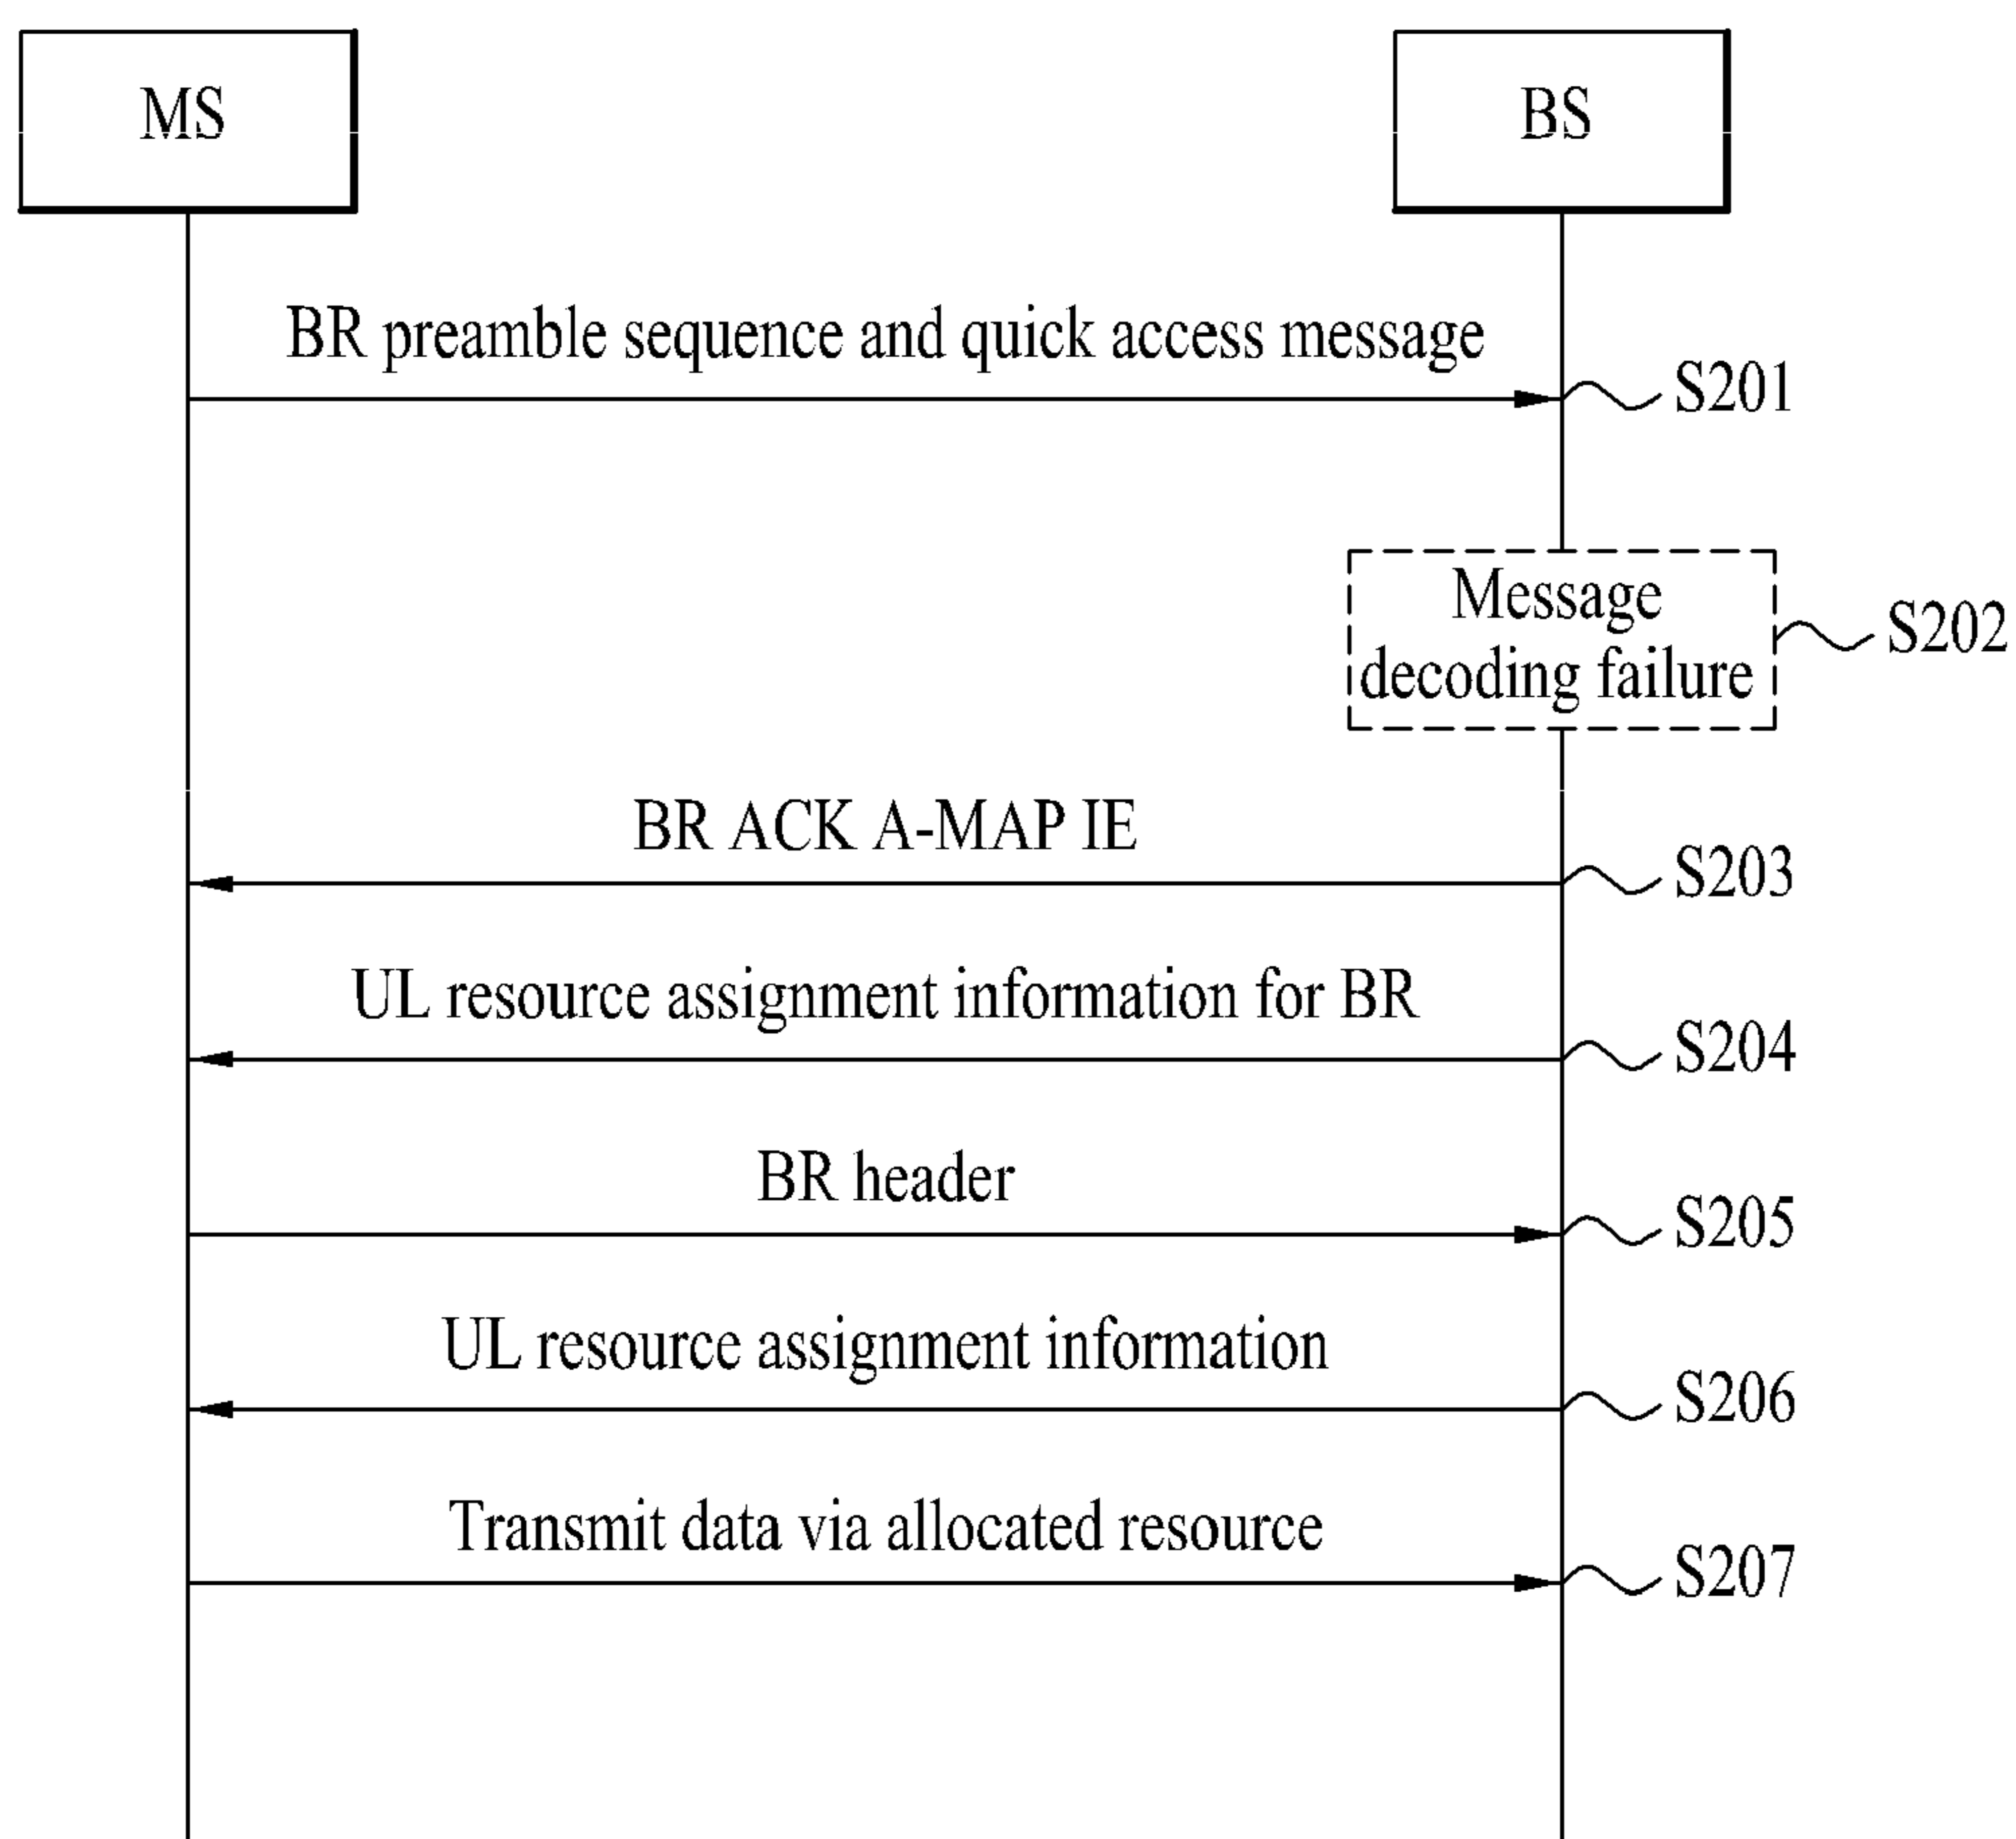 MS
BS
BR preamble sequence and quick access message
S201
Message
decoding failure
S202
BR ACK A-MAP IE
S203
UL resource assignment information for BR
S204
BR header
S205
UL resource assignment information
S206
Transmit data via allocated resource
S207